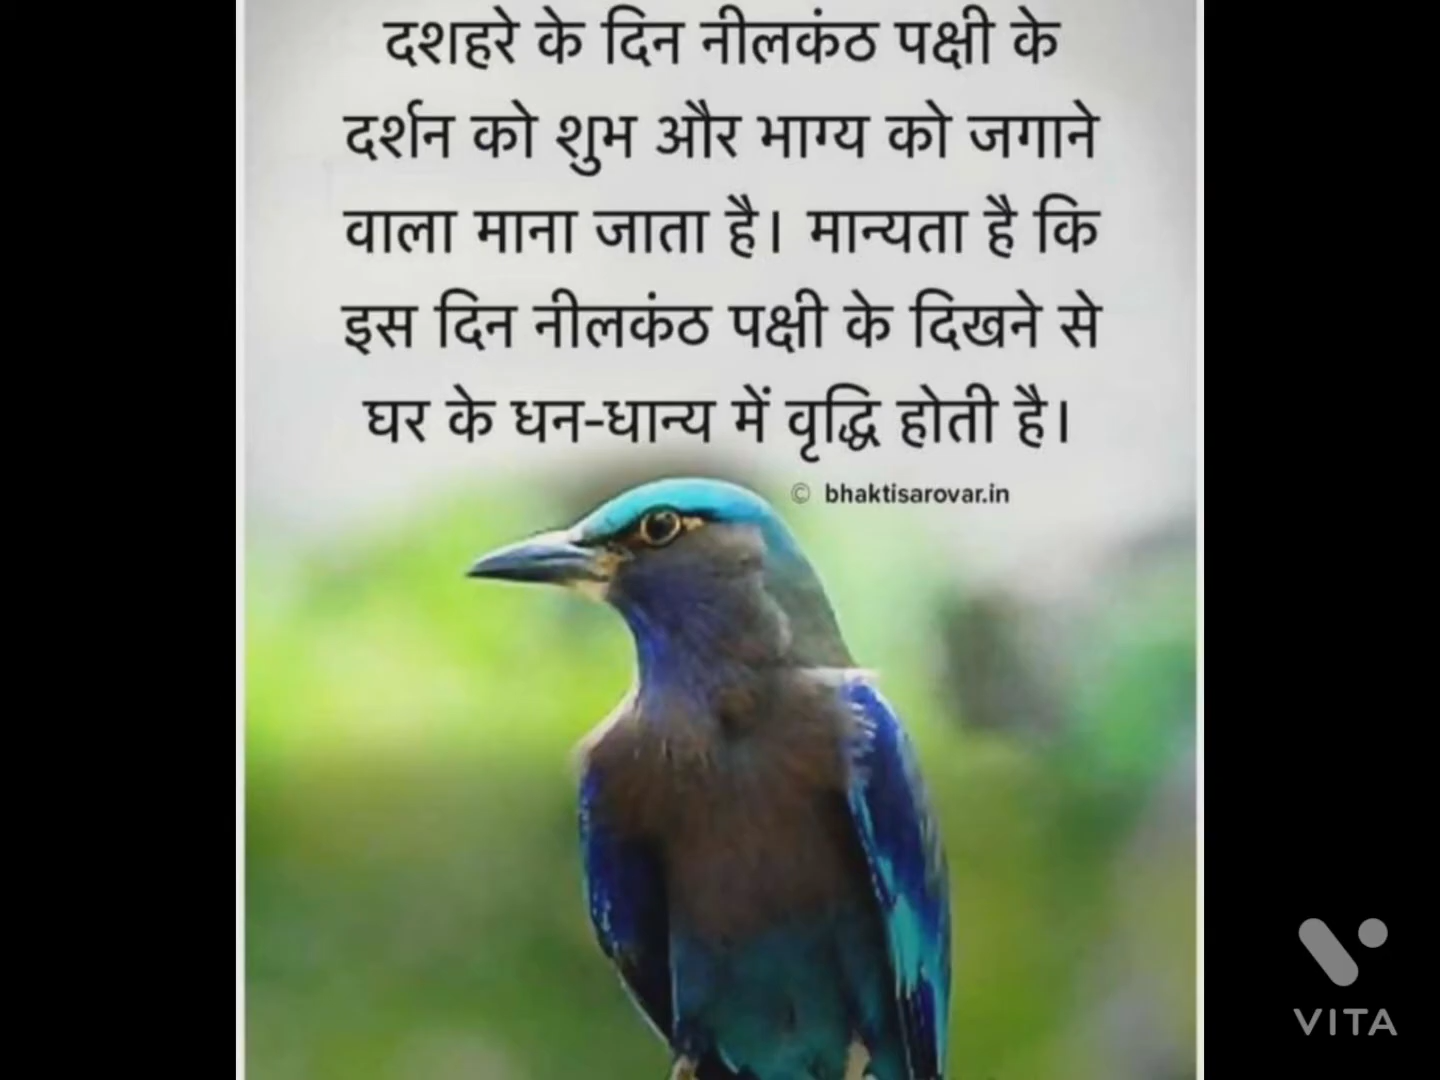 दशहरे के दिन नीलकंठ पक्षी के
दर्शन को शुभ और भाग्य को जगाने
वाला माना जाता है। मान्यता है कि
इस दिन नीलकंठ पक्षी के दिखने से
घर के धन-धान्य में वृद्धि होती है।
© bhaktisarovar.in
VITA